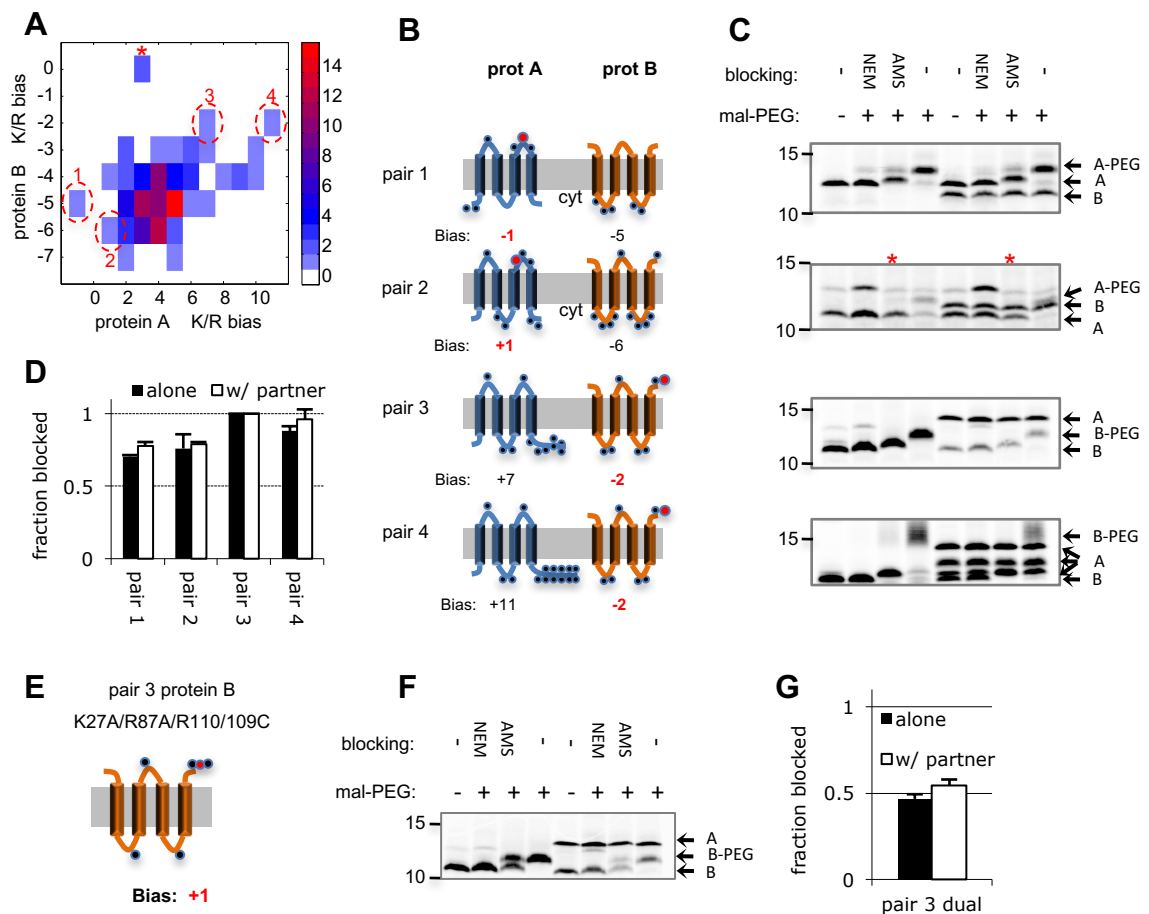 A
*
1
2
3
4
0
-1
-2
-3
-4
-5
-6
-7
protein B K/R bias
0 2 4 6 8 10
protein A K/R bias
14
12
10
8
6
4
2
0
B
prot A prot B
pair 1
cyt
Bias: -1 -5
pair 2
cyt
Bias: +1 -6
pair 3
Bias: +7 -2
pair 4
Bias: +11 -2
C
blocking: - NEM AMS - - NEM AMS -
mal-PEG: - + + + - + + +
15
10
A-PEG
A
B
* *
15
10
A-PEG
B
A
15
10
A
B-PEG
B
15
B-PEG
A
B
D
alone w/ partner
1
0.5
0
fraction blocked
pair 1 pair 2 pair 3 pair 4
E
pair 3 protein B
K27A/R87A/R110/109C
Bias: +1
F
blocking: - NEM AMS - - NEM AMS -
mal-PEG: - + + + - + + +
15
10
A
B-PEG
B
G
1
0.5
0
fraction blocked
alone
w/ partner
pair 3 dual